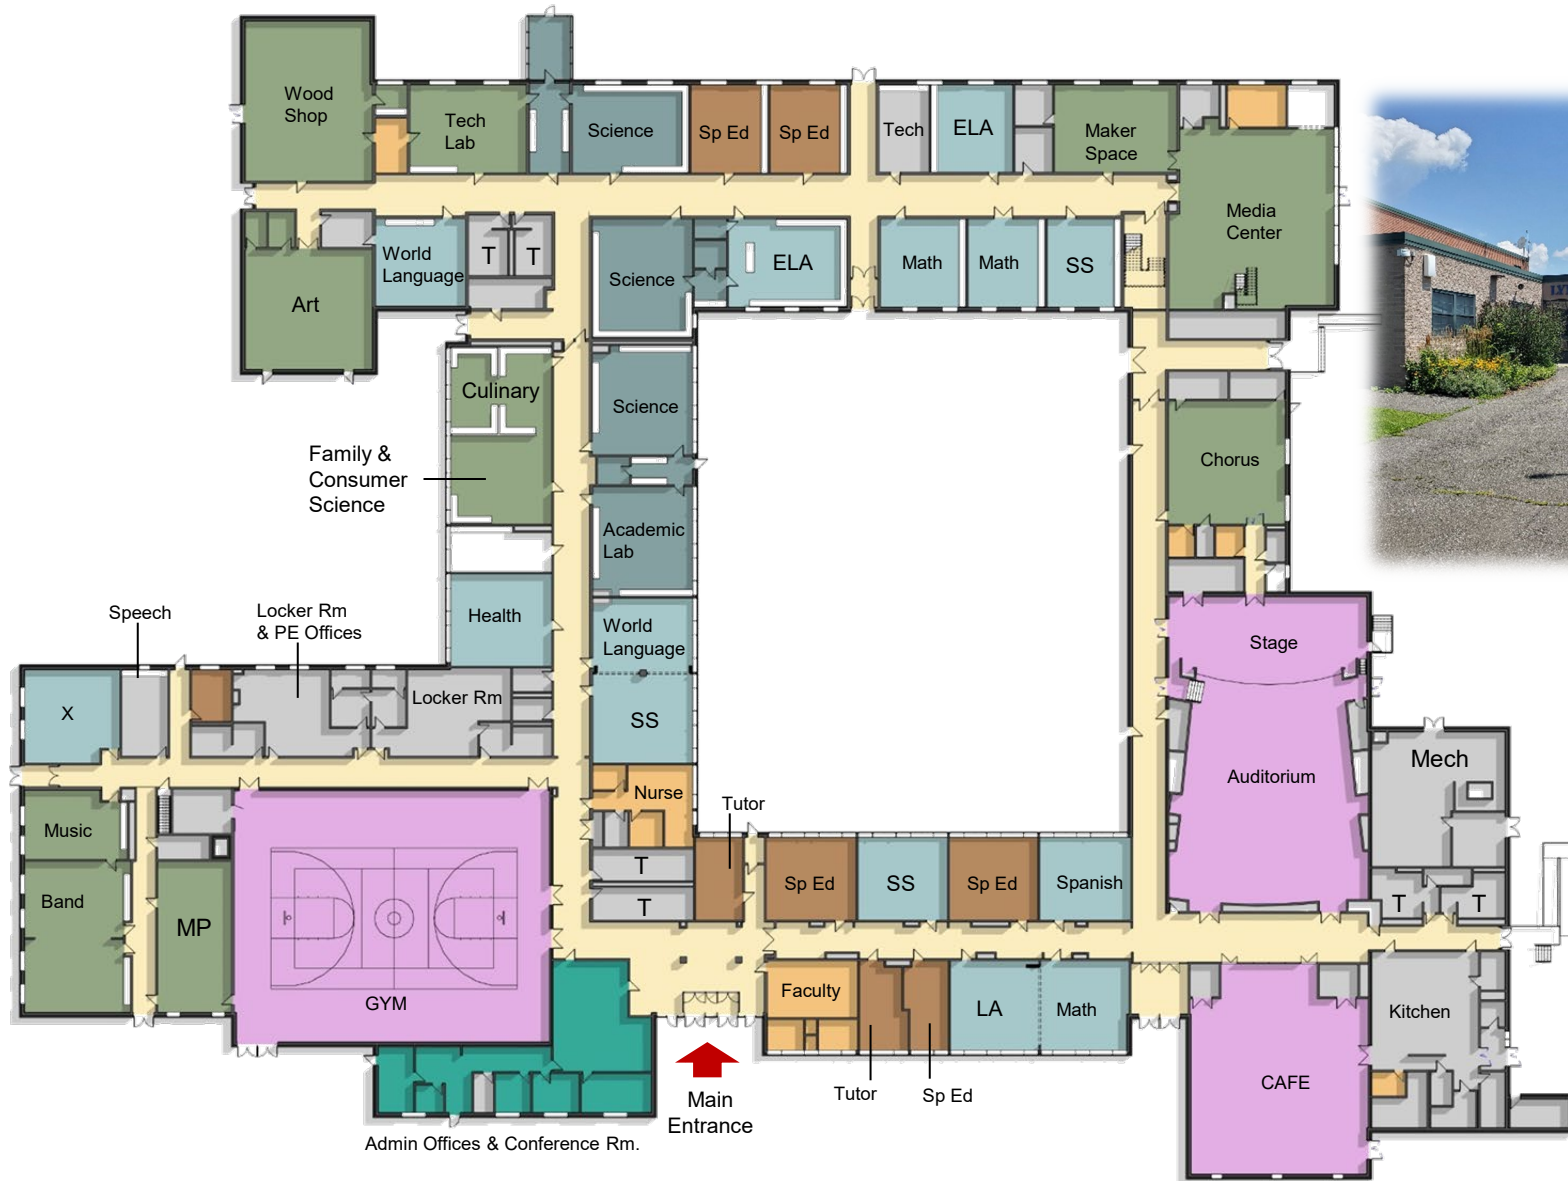 Wood
Shop
Tech
Lab
Science
Sp Ed
Sp Ed
Tech
ELA
Maker
Space
Media
Center
World
Language
T
T
Science
ELA
Math
Math
SS
Art
Culinary
Science
Family &
Consumer
Science
Academic
Lab
Chorus
Health
World
Language
Speech
Locker Rm
& PE Offices
Stage
X
Locker Rm
SS
Auditorium
Mech
Nurse
Tutor
Music
T
Sp Ed
SS
Sp Ed
Spanish
Band
MP
T
T
T
GYM
Faculty
LA
Math
Kitchen
CAFE
Main
Entrance
Tutor
Sp Ed
Admin Offices & Conference Rm.